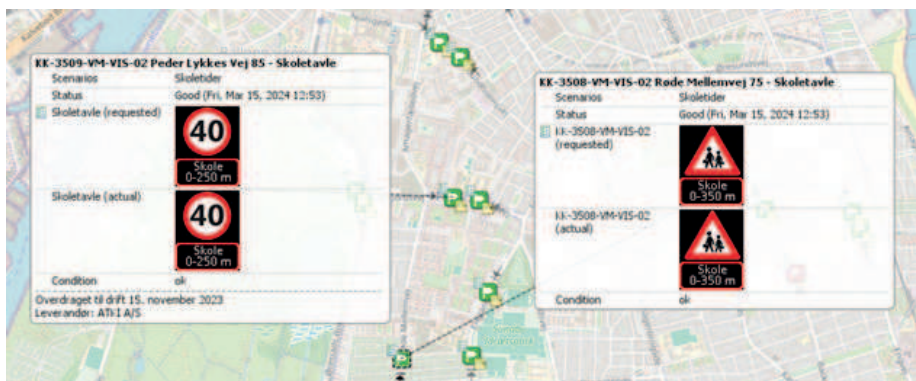 KK-3509-VM-VIS-02 Peder Lykkes Vej 85 - Skoletavle
Scenarios Skoletider
Status Good (Fri, Mar 15, 2024 12:53)
Skoletavle (requested)
40
Skole
0-250 m
Skoletavle (actual)
40
Skole
0-250 m
Condition ok
Overdraget til drift 15. november 2023
Leverandør: ATKI A/S
KK-3508-VM-VIS-02 Røde Mellemvej 75 - Skoletavle
Scenarios Skoletider
Status Good (Fri, Mar 15, 2024 12:53)
KK-3508-VM-VIS-02
(requested)
Skole
0-350 m
KK-3508-VM-VIS-02
(actual)
Skole
0-350 m
Condition ok